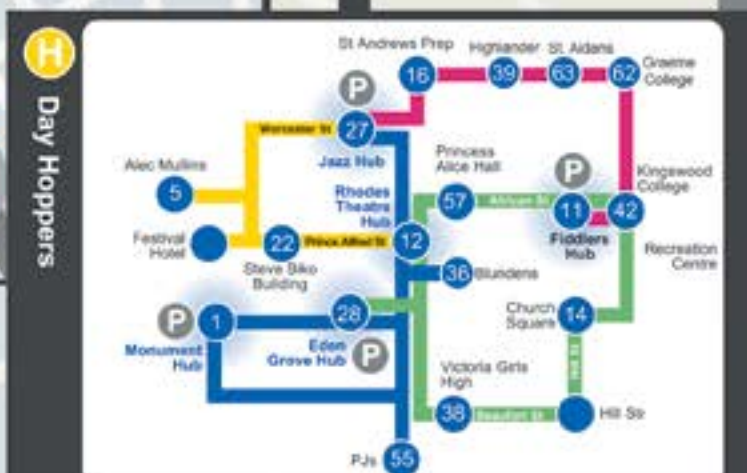 H
Day Hoppers
St Andrews Prep
Highlander
St. Aidans
16
39
63
62
Graeme
College
P
27
Worcester St
Jazz Hub
Alec Mullins
5
Rhodes
Theatre
Hub
Princess
Alice Hall
57
African St
P
11
42
Kingswood
College
Fiddlers
Hub
Festival
Hotel
22
Prince Alfred St
12
Steve Biko
Building
36
Blundens
Recreation
Centre
P
1
Monument
Hub
28
Eden
Grove Hub
P
Church
Square
14
Hill St
Victoria Girls
High
38
Beaufort St
Hill Str
PJs
55